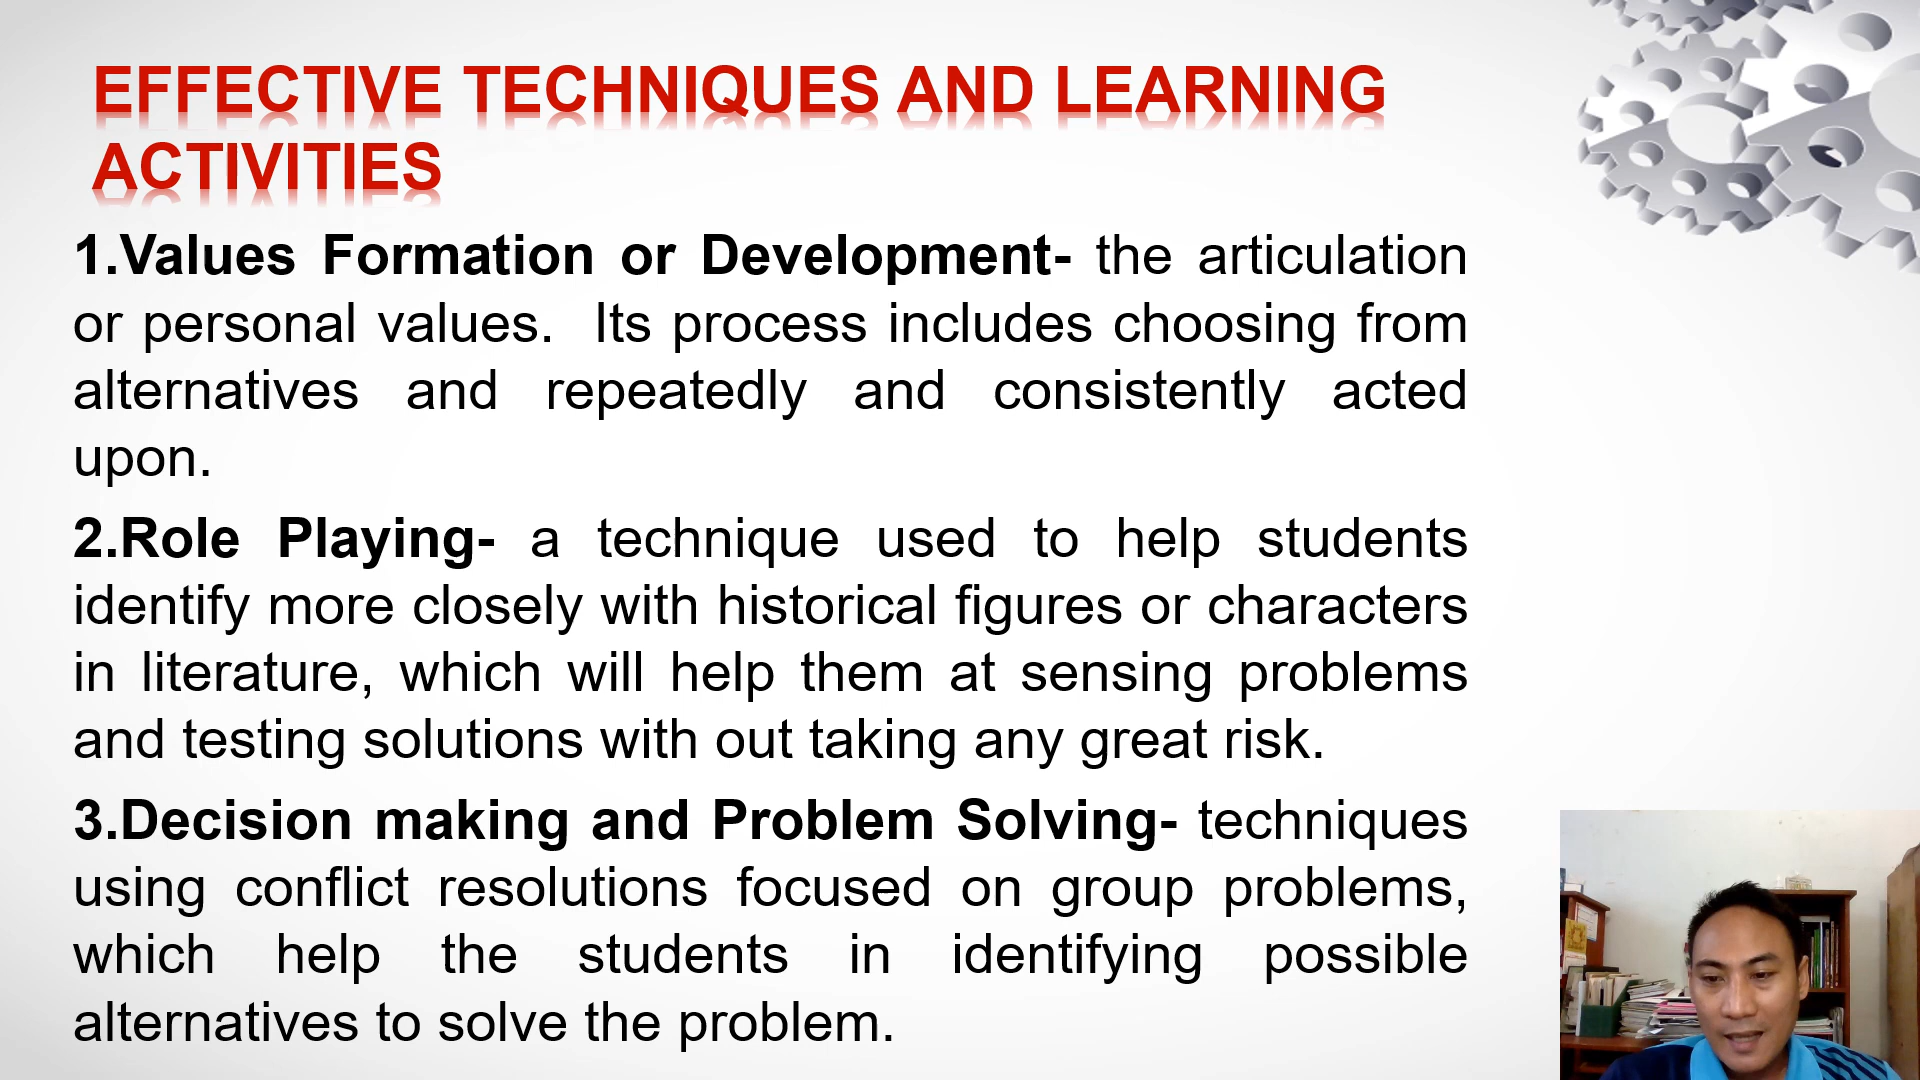 EFFECTIVE TECHNIQUES AND LEARNING
ACTIVITIES
1.Values Formation or Development- the articulation
or personal values.  Its process includes choosing from
alternatives and repeatedly and consistently acted
upon.
2.Role Playing- a technique used to help students
identify more closely with historical figures or characters
in literature, which will help them at sensing problems
and testing solutions with out taking any great risk.
3.Decision making and Problem Solving- techniques
using conflict resolutions focused on group problems,
which help the students in identifying possible
alternatives to solve the problem.